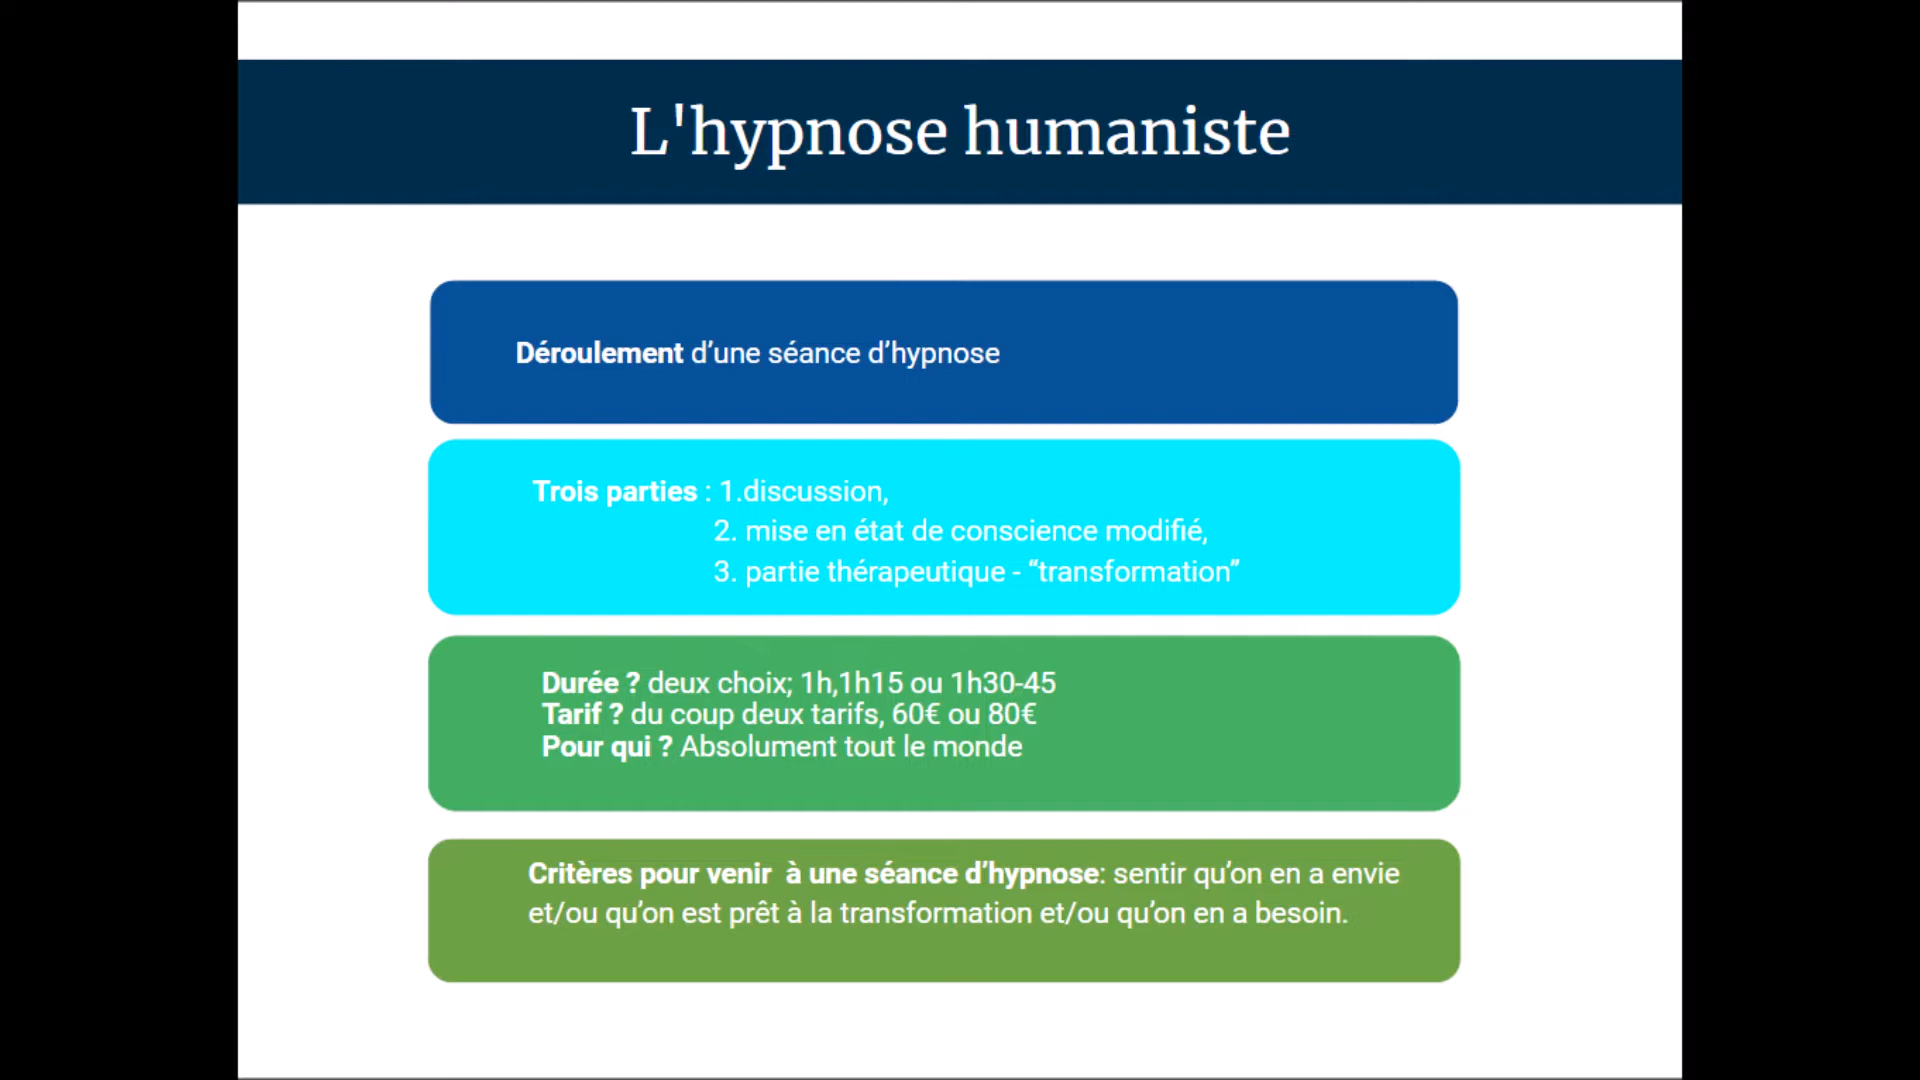 L'hypnose humaniste
Déroulement d’une séance d’hypnose
Trois parties : 1.discussion,
2. mise en état de conscience modifié,
3. partie thérapeutique - “transformation”
Durée ? deux choix; 1h,1h15 ou 1h30-45
Tarif ? du coup deux tarifs, 60€ ou 80€
Pour qui ? Absolument tout le monde
Critères pour venir  à une séance d’hypnose: sentir qu’on en a envie
et/ou qu’on est prêt à la transformation et/ou qu’on en a besoin.